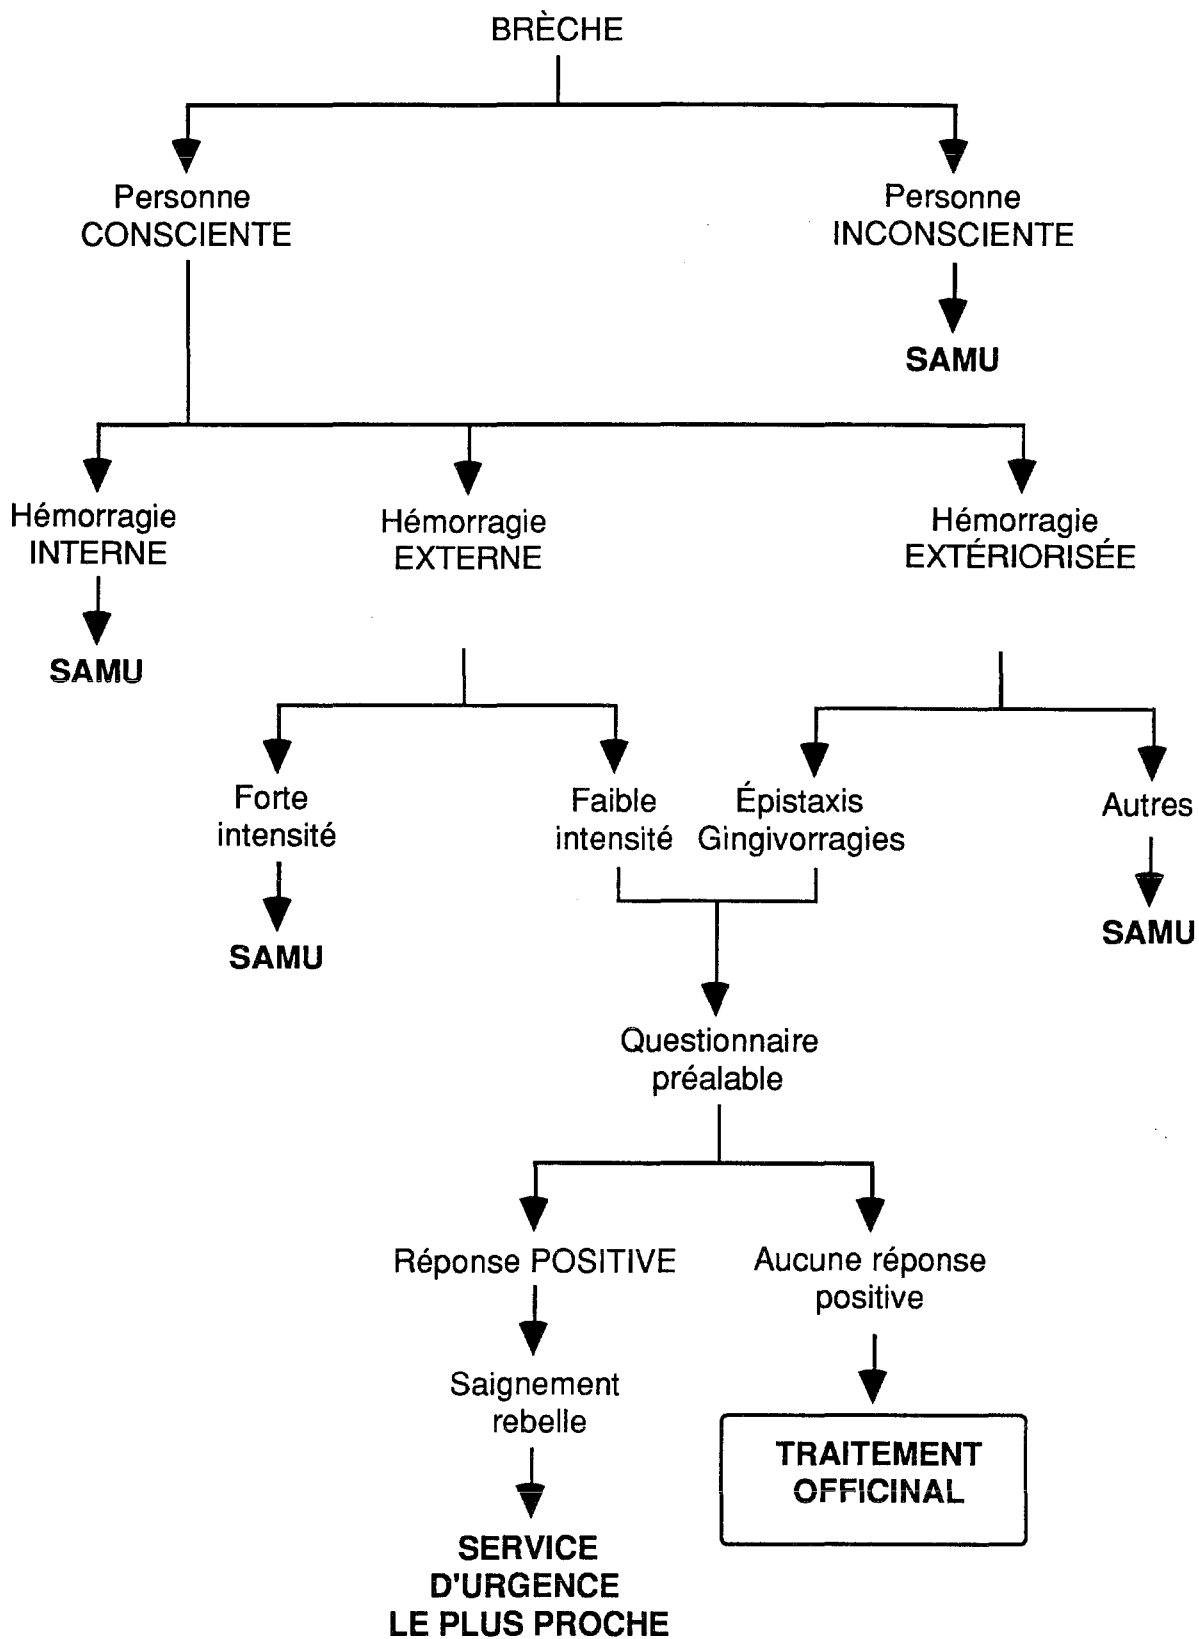 BRÈCHE
Personne
CONSCIENTE
Personne
INCONSCIENTE
SAMU
Hémorragie
INTERNE
Hémorragie
EXTERNE
Hémorragie
EXTÉRIORISÉE
SAMU
Forte
intensité
Faible
intensité
Épistaxis
Gingivorragies
Autres
SAMU
SAMU
Questionnaire
préalable
Réponse POSITIVE
Aucune réponse
positive
Saignement
rebelle
TRAITEMENT
OFFICINAL
SERVICE
D'URGENCE
LE PLUS PROCHE